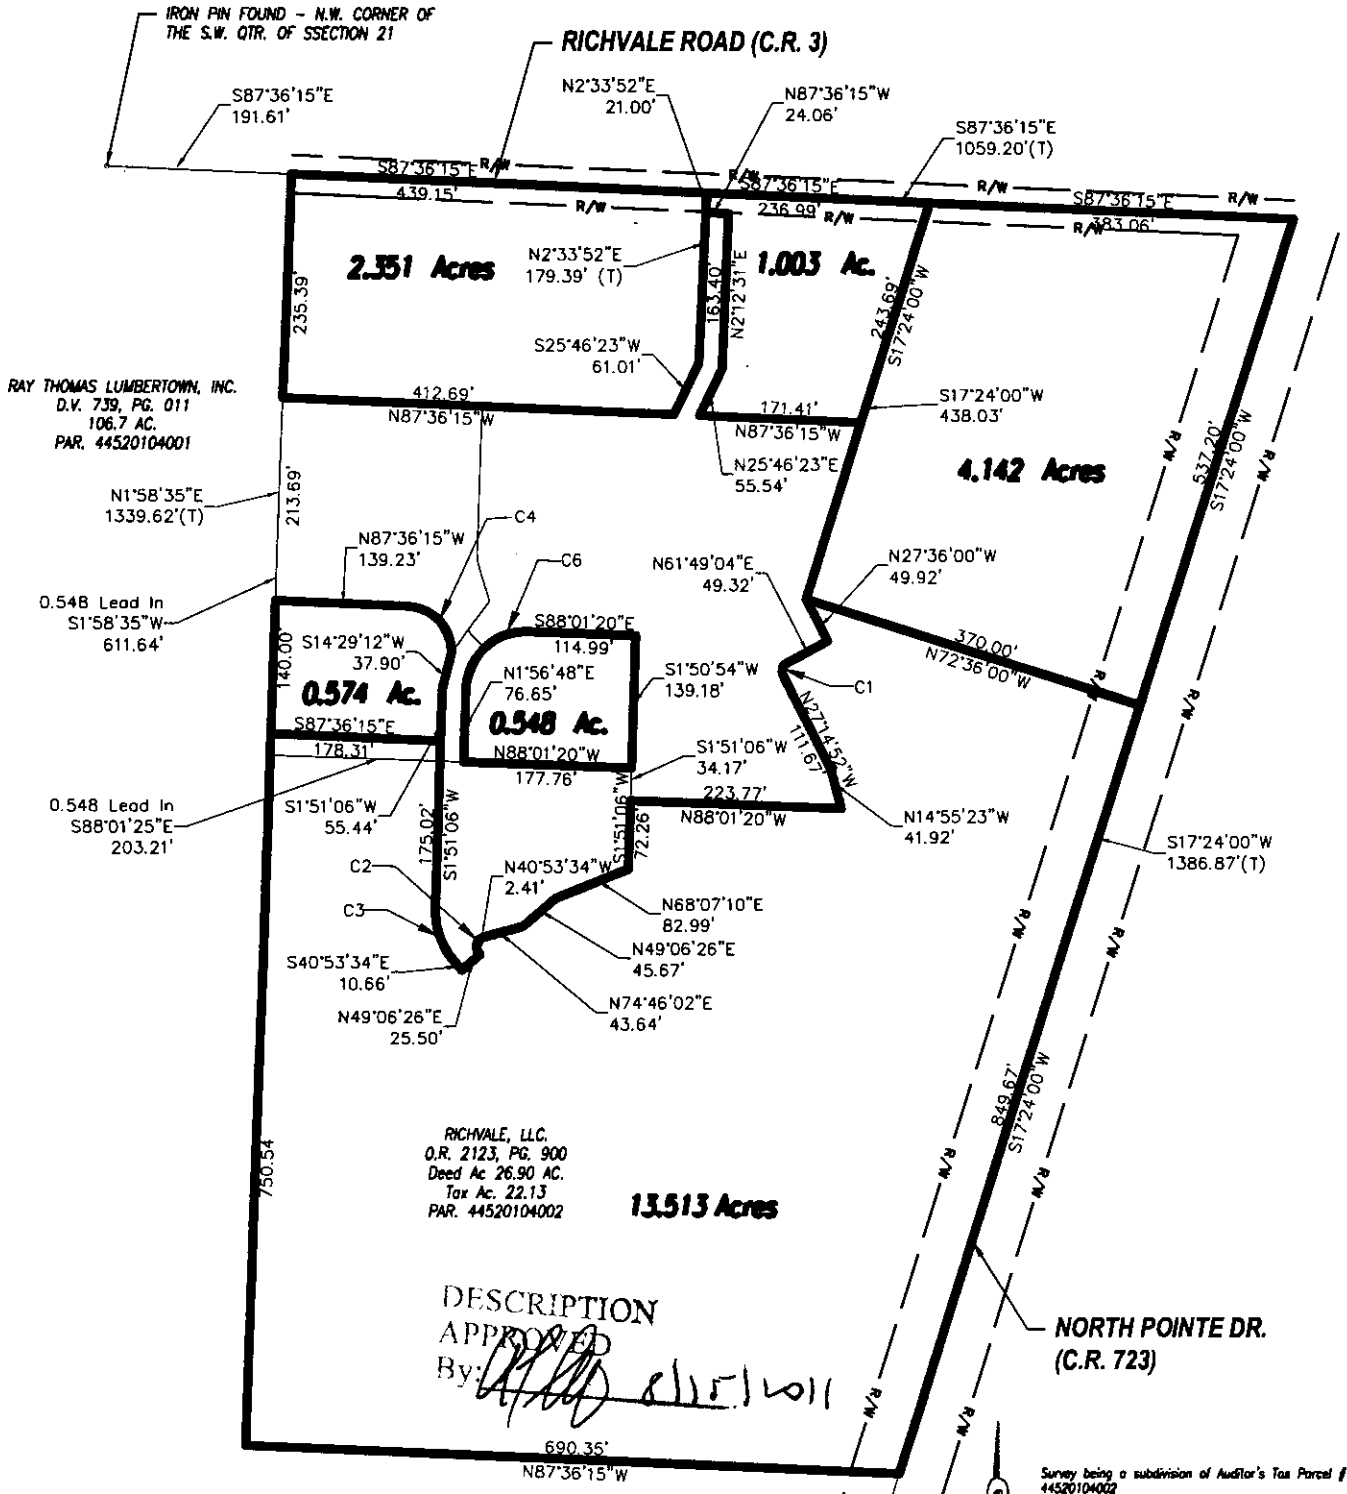 IRON PIN FOUND - N.W. CORNER OF
THE S.W. QTR. OF SSECTION 21
RICHVALE ROAD (C.R. 3)
S87°36'15"E
191.61'
N2°33'52"E
21.00'
N87°36'15"W
24.06'
S87°36'15"E
1059.20'(T)
R/W
R/W
R/W
R/W
S87°36'15"E
439.15'
S87°36'15"E
236.99'
S87°36'15"E
383.06'
R/W
R/W
R/W
2.351 Acres
N2°33'52"E
179.39' (T)
163.40'
N2°12'31"E
1.003 Ac.
243.69'
S17°24'00"W
235.39'
S25°46'23"W
61.01'
RAY THOMAS LUMBERTOWN, INC.
D.V. 739, PG. 011
106.7 AC.
PAR. 44520104001
412.69'
N87°36'15"W
171.41'
N87°36'15"W
S17°24'00"W
438.03'
537.20'
S17°24'00"W
R/W
R/W
4.142 Acres
N25°46'23"E
55.54'
N1°58'35"E
1339.62'(T)
213.69'
C4
N87°36'15"W
139.23'
C6
N61°49'04"E
49.32'
N27°36'00"W
49.92'
0.548 Lead In
S1°58'35"W
611.64'
140.00'
S14°29'12"W
37.90'
S88°01'20"E
114.99'
370.00'
N72°36'00"W
R/W
R/W
N1°56'48"E
76.65'
S1°50'54"W
139.18'
C1
0.574 Ac.
0.548 Ac.
N27°14'52"W
111.67'
S87°36'15"E
178.31'
N88°01'20"W
177.76'
S1°51'06"W
34.17'
223.77'
N88°01'20"W
0.548 Lead In
S88°01'25"E
203.21'
S1°51'06"W
55.44'
175.02'
S1°51'06"W
S1°51'06"W
72.26'
N14°55'23"W
41.92'
S17°24'00"W
1386.87'(T)
C2
N40°53'34"W
2.41'
C3
N68°07'10"E
82.99'
N49°06'26"E
45.67'
S40°53'34"E
10.66'
N74°46'02"E
43.64'
N49°06'26"E
25.50'
R/W
R/W
849.67'
S17°24'00"W
750.54
RICHVALE, LLC.
O.R. 2123, PG. 900
Deed Ac 26.90 AC.
Tax Ac. 22.13
PAR. 44520104002
13.513 Acres
R/W
R/W
DESCRIPTION
APPROVED
By:
8/15/2011
NORTH POINTE DR.
(C.R. 723)
R/W
R/W
690.35'
N87°36'15"W
Survey being a subdivision of Auditor's Tax Parcel #
44520104002